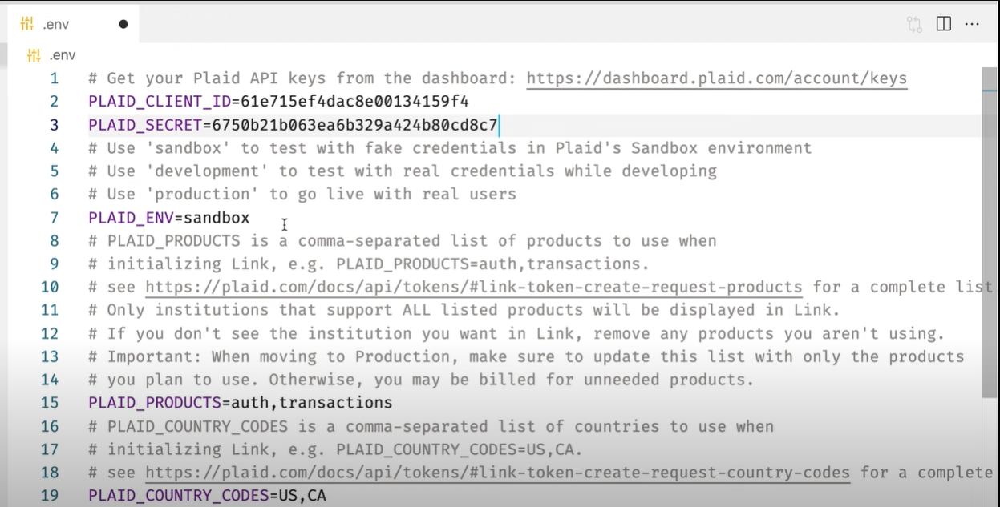 .env
.env
1 # Get your Plaid API keys from the dashboard: https://dashboard.plaid.com/account/keys
2 PLAID_CLIENT_ID=61e715ef4dac8e00134159f4
3 PLAID_SECRET=6750b21b063ea6b329a424b80cd8c7
4 # Use 'sandbox' to test with fake credentials in Plaid's Sandbox environment
5 # Use 'development' to test with real credentials while developing
6 # Use 'production' to go live with real users
7 PLAID_ENV=sandbox
8 # PLAID_PRODUCTS is a comma-separated list of products to use when
9 # initializing Link, e.g. PLAID_PRODUCTS=auth,transactions.
10 # see https://plaid.com/docs/api/tokens/#link-token-create-request-products for a complete list
11 # Only institutions that support ALL listed products will be displayed in Link.
12 # If you don't see the institution you want in Link, remove any products you aren't using.
13 # Important: When moving to Production, make sure to update this list with only the products
14 # you plan to use. Otherwise, you may be billed for unneeded products.
15 PLAID_PRODUCTS=auth,transactions
16 # PLAID_COUNTRY_CODES is a comma-separated list of countries to use when
17 # initializing Link, e.g. PLAID_COUNTRY_CODES=US,CA.
18 # see https://plaid.com/docs/api/tokens/#link-token-create-request-country-codes for a complete
19 PLAID_COUNTRY_CODES=US,CA